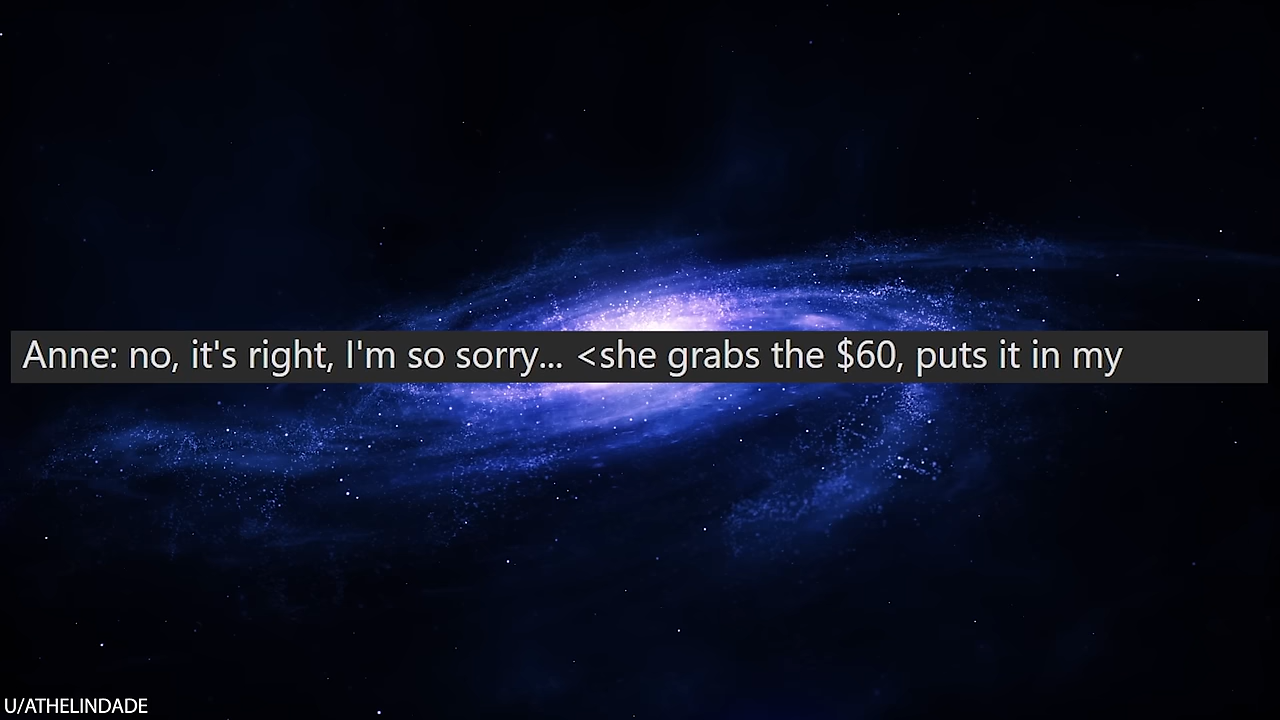 Anne: no, it's right, I'm so sorry... <she grabs the $60, puts it in my
U/ATHELINDADE